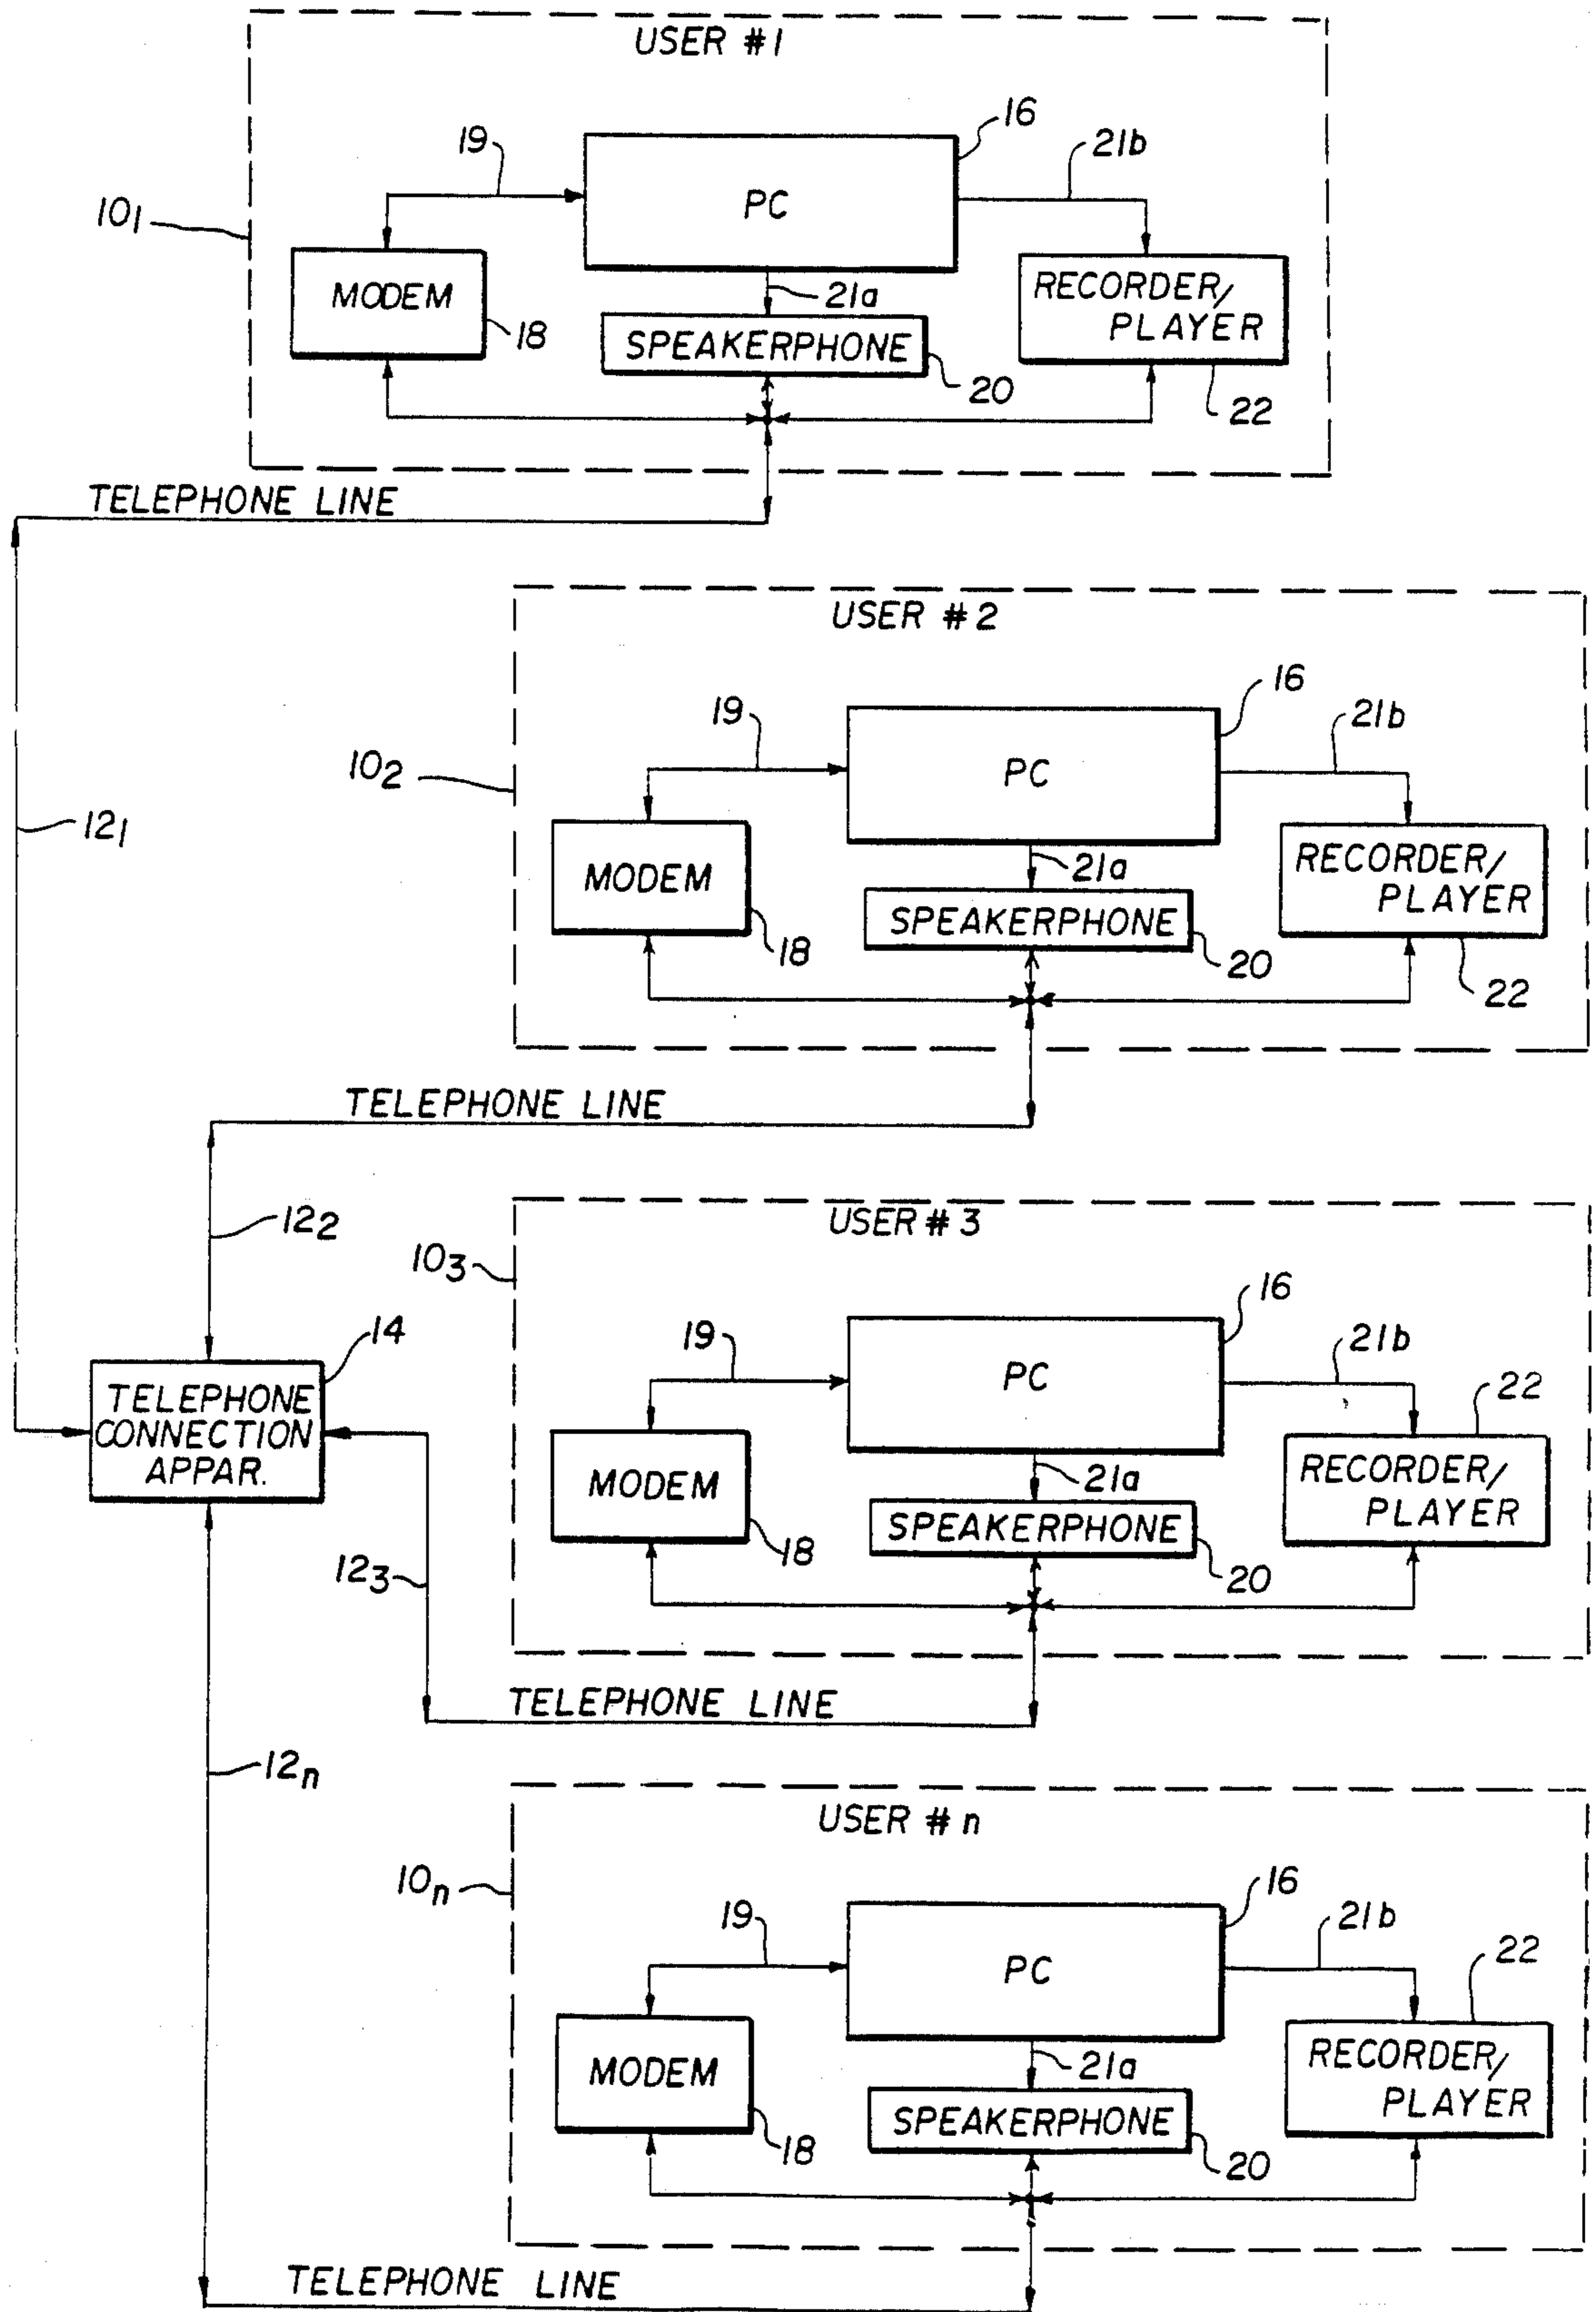 USER #1
16
19
21b
PC
10₁
MODEM
21a
RECORDER/
PLAYER
18
SPEAKERPHONE
20
22
TELEPHONE LINE
USER #2
16
19
21b
PC
10₂
12₁
MODEM
21a
RECORDER/
PLAYER
SPEAKERPHONE
18
20
22
TELEPHONE LINE
12₂
USER #3
10₃
16
14
19
21b
PC
22
TELEPHONE
CONNECTION
APPAR.
MODEM
21a
RECORDER/
PLAYER
SPEAKERPHONE
18
20
12₃
TELEPHONE LINE
12ₙ
USER #n
10ₙ
16
19
21b
PC
22
MODEM
21a
RECORDER/
PLAYER
SPEAKERPHONE
18
20
TELEPHONE LINE